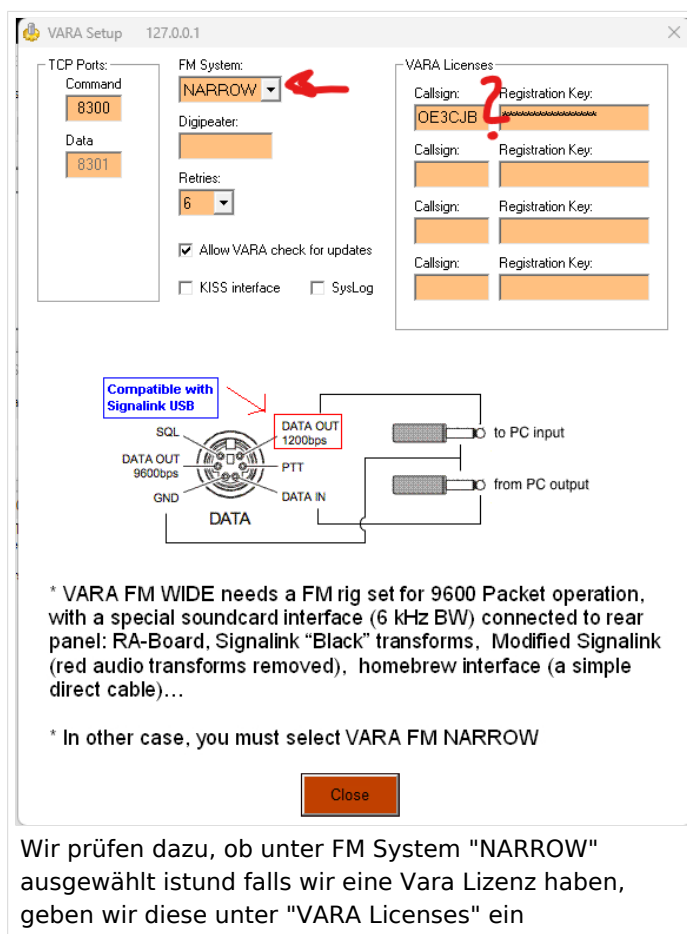 VARA Setup 127.0.0.1
TCP Ports:
Command
8300
Data
8301
FM System:
NARROW
Digipeater:
Retries:
6
Allow VARA check for updates
KISS interface
SysLog
VARA Licenses
Callsign: Registration Key:
OE3CJB *****************
Callsign: Registration Key:
Callsign: Registration Key:
Callsign: Registration Key:
?
Compatible with
Signalink USB
SQL
DATA OUT
1200bps
DATA OUT
9600bps
PTT
GND
DATA IN
DATA
to PC input
from PC output
* VARA FM WIDE needs a FM rig set for 9600 Packet operation,
with a special soundcard interface (6 kHz BW) connected to rear
panel: RA-Board, Signalink “Black” transforms, Modified Signalink
(red audio transforms removed), homebrew interface (a simple
direct cable)…
* In other case, you must select VARA FM NARROW
Close
Wir prüfen dazu, ob unter FM System "NARROW"
ausgewählt istund falls wir eine Vara Lizenz haben,
geben wir diese unter "VARA Licenses" ein